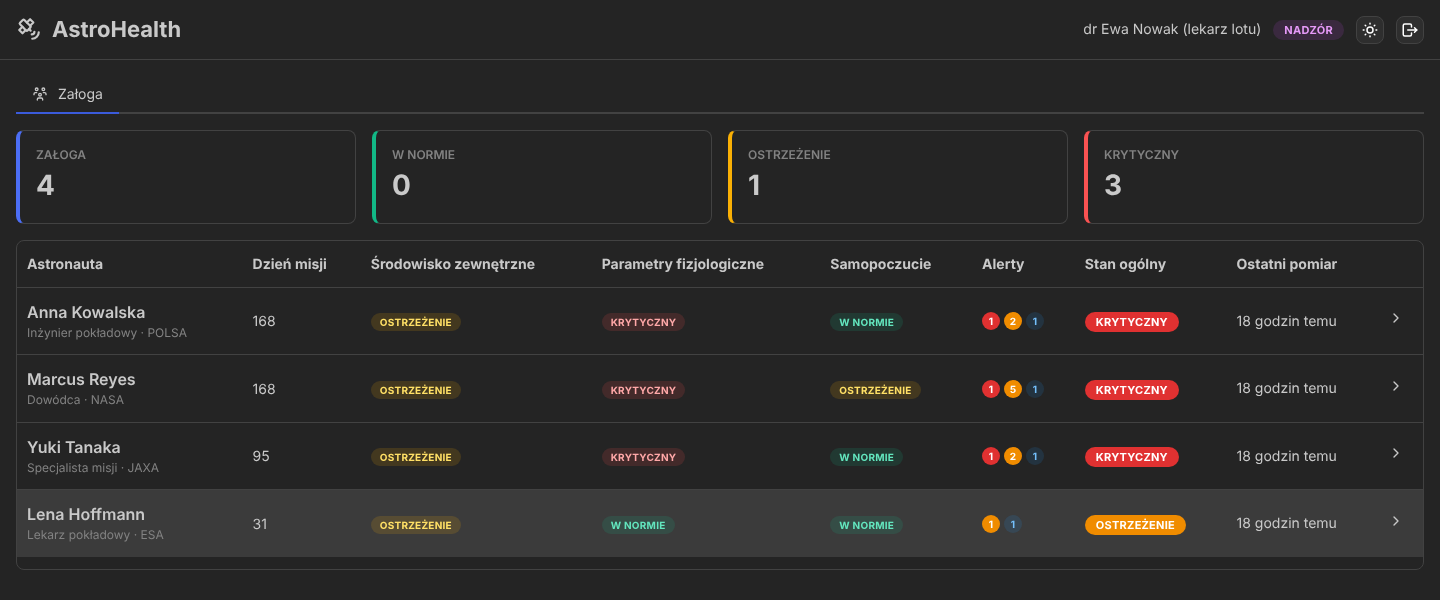 AstroHealth
dr Ewa Nowak (lekarz lotu) NADZÓR
Załoga
ZAŁOGA
4
W NORMIE
0
OSTRZEŻENIE
1
KRYTYCZNY
3
Astronauta Dzień misji Środowisko zewnętrzne Parametry fizjologiczne Samopoczucie Alerty Stan ogólny Ostatni pomiar
Anna Kowalska 168 OSTRZEŻENIE KRYTYCZNY W NORMIE 1 2 1 KRYTYCZNY 18 godzin temu
Inżynier pokładowy · POLSA
Marcus Reyes 168 OSTRZEŻENIE KRYTYCZNY OSTRZEŻENIE 1 5 1 KRYTYCZNY 18 godzin temu
Dowódca · NASA
Yuki Tanaka 95 OSTRZEŻENIE KRYTYCZNY W NORMIE 1 2 1 KRYTYCZNY 18 godzin temu
Specjalista misji · JAXA
Lena Hoffmann 31 OSTRZEŻENIE W NORMIE W NORMIE 1 1 OSTRZEŻENIE 18 godzin temu
Lekarz pokładowy · ESA